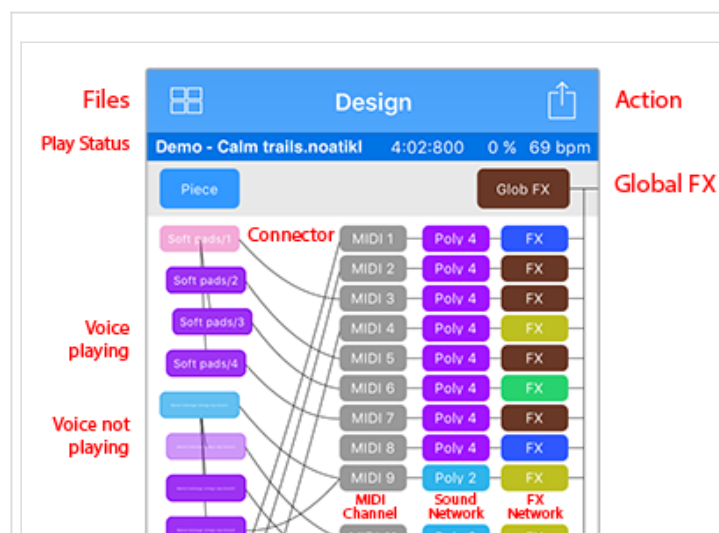 Files
Design
Action
Play Status
Demo - Calm trails.noatikl 4:02:800 0 % 69 bpm
Piece
Glob FX
Global FX
Soft pads/1
Connector
MIDI 1 Poly 4 FX
Soft pads/2
MIDI 2 Poly 4 FX
MIDI 3 Poly 4 FX
Soft pads/3
Voice
playing
MIDI 4 Poly 4 FX
Soft pads/4
MIDI 5 Poly 4 FX
MIDI 6 Poly 4 FX
Voice not
playing
MIDI 7 Poly 4 FX
MIDI 8 Poly 4 FX
MIDI 9 Poly 2 FX
MIDI
Channel
Sound
Network
FX
Network